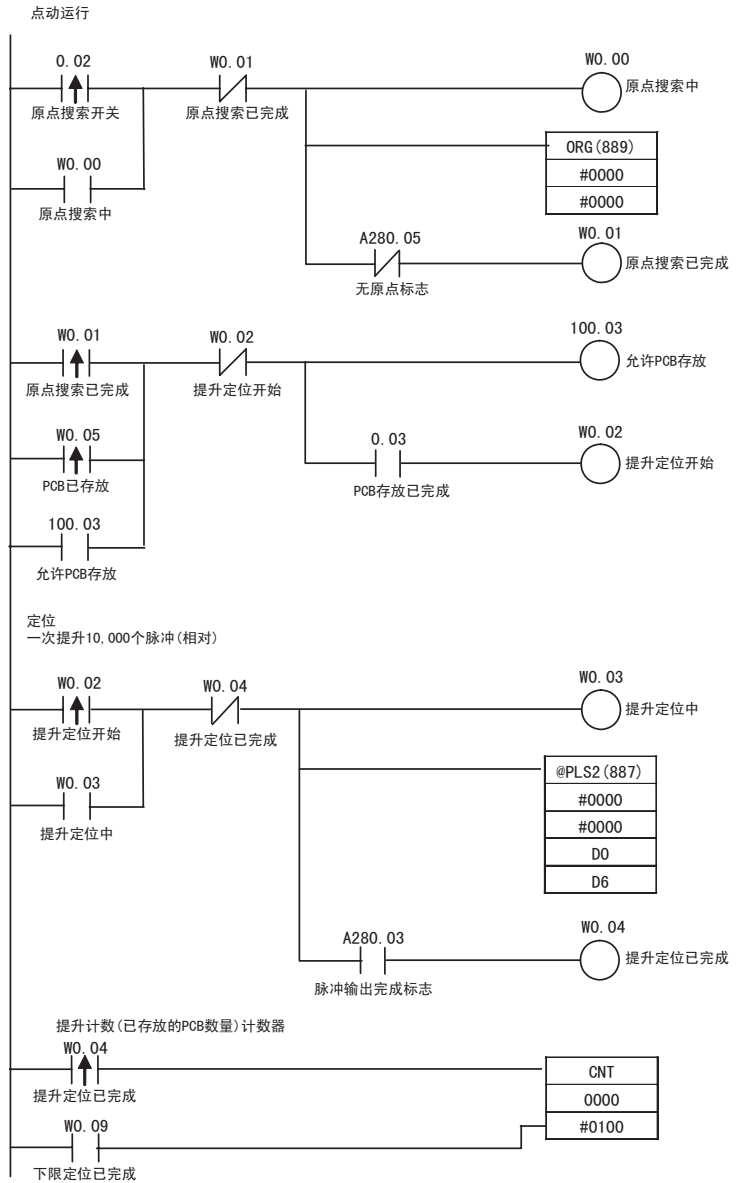 点动运行
0.02
W0.01
W0.00
原点搜索中
原点搜索开关
原点搜索已完成
ORG(889)
#0000
#0000
W0.00
原点搜索中
A280.05
无原点标志
W0.01
原点搜索已完成
W0.01
W0.02
100.03
允许PCB存放
原点搜索已完成
提升定位开始
W0.05
PCB已存放
0.03
PCB存放已完成
W0.02
提升定位开始
100.03
允许PCB存放
定位
一次提升10,000个脉冲(相对)
W0.02
W0.04
W0.03
提升定位中
提升定位开始
提升定位已完成
@PLS2(887)
#0000
#0000
D0
D6
W0.03
提升定位中
A280.03
脉冲输出完成标志
W0.04
提升定位已完成
提升计数(已存放的PCB数量)计数器
W0.04
提升定位已完成
CNT
0000
#0100
W0.09
下限定位已完成